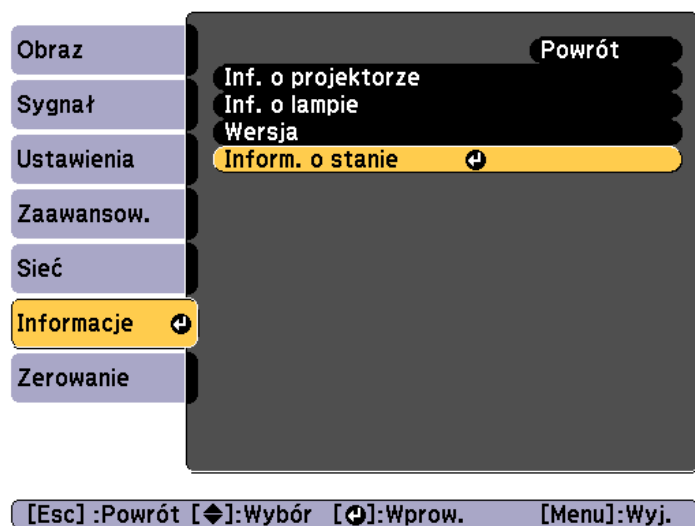 Obraz
Sygnał
Ustawienia
Zaawansow.
Sieć
Informacje
Zerowanie
Powrót
Inf. o projektorze
Inf. o lampie
Wersja
Inform. o stanie
[Esc] :Powrót [◆]:Wybór [⏎]:Wprow. [Menu]:Wyj.